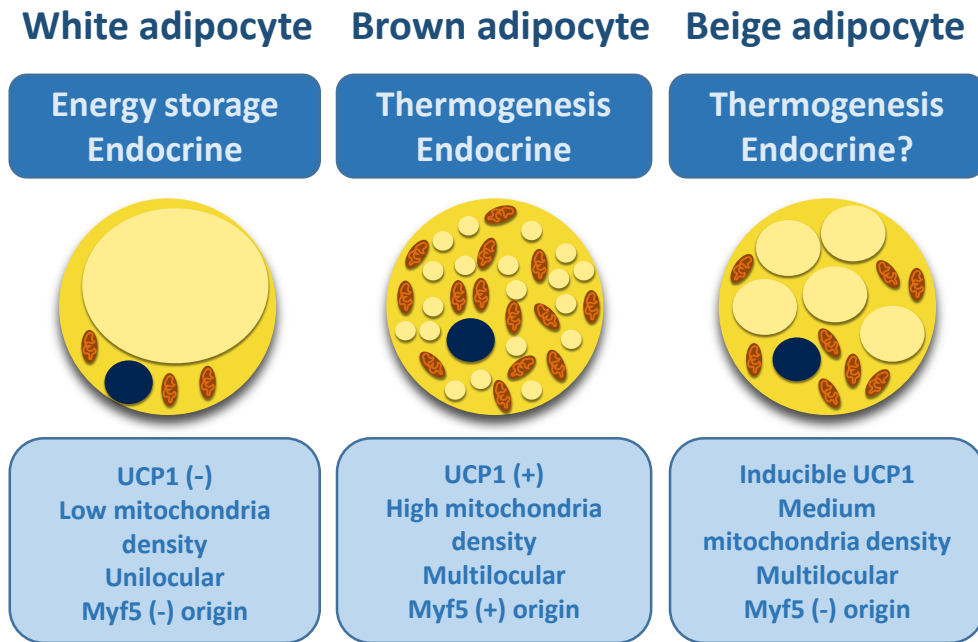 White adipocyte
Energy storage
Endocrine
UCP1 (-)
Low mitochondria
density
Unilocular
Myf5 (-) origin
Brown adipocyte
Thermogenesis
Endocrine
UCP1 (+)
High mitochondria
density
Multilocular
Myf5 (+) origin
Beige adipocyte
Thermogenesis
Endocrine?
Inducible UCP1
Medium
mitochondria density
Multilocular
Myf5 (-) origin